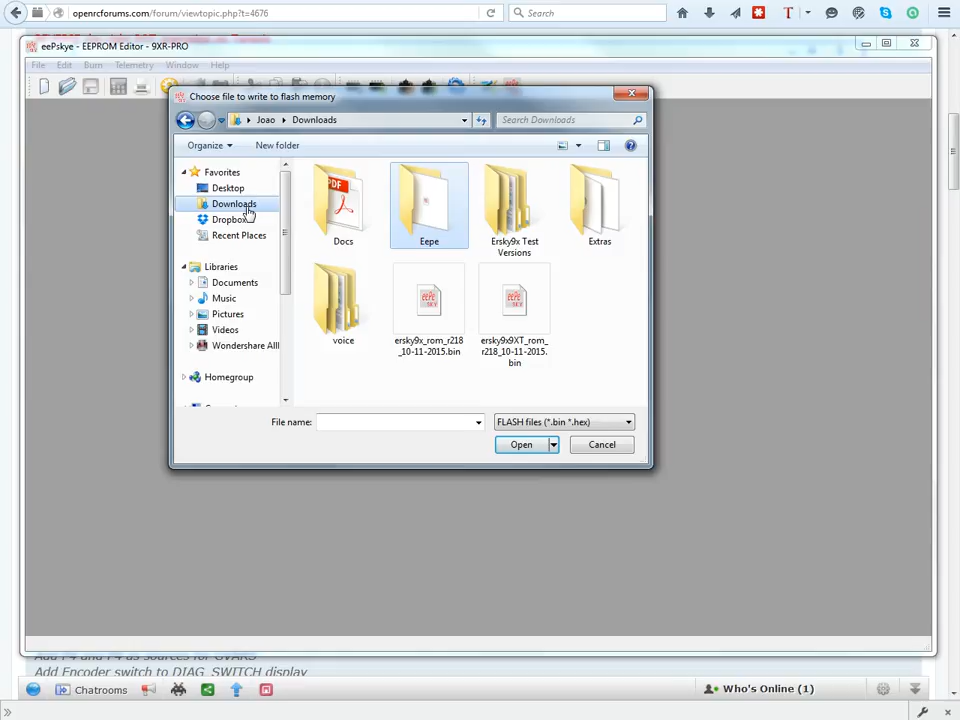 openrcforums.com/forum/viewtopic.php?t=4676
Search
eePskye - EEPROM Editor - 9XR-PRO
File Edit Burn Telemetry Window Help
Choose file to write to flash memory
Joao Downloads
Search Downloads
Organize New folder
Favorites
Desktop
Downloads
Dropbox
Recent Places
Libraries
Documents
Music
Pictures
Videos
Wondershare All
Homegroup
PDF
Docs
Eepe
Ersky9x Test
Versions
Extras
voice
ersky9x_rom_r218
_10-11-2015.bin
ersky9x9XT_rom_
r218_10-11-2015.
bin
File name:
FLASH files (*.bin *.hex)
Open Cancel
Add Encoder switch to DIAG_SWITCH display
Chatrooms
Who's Online (1)